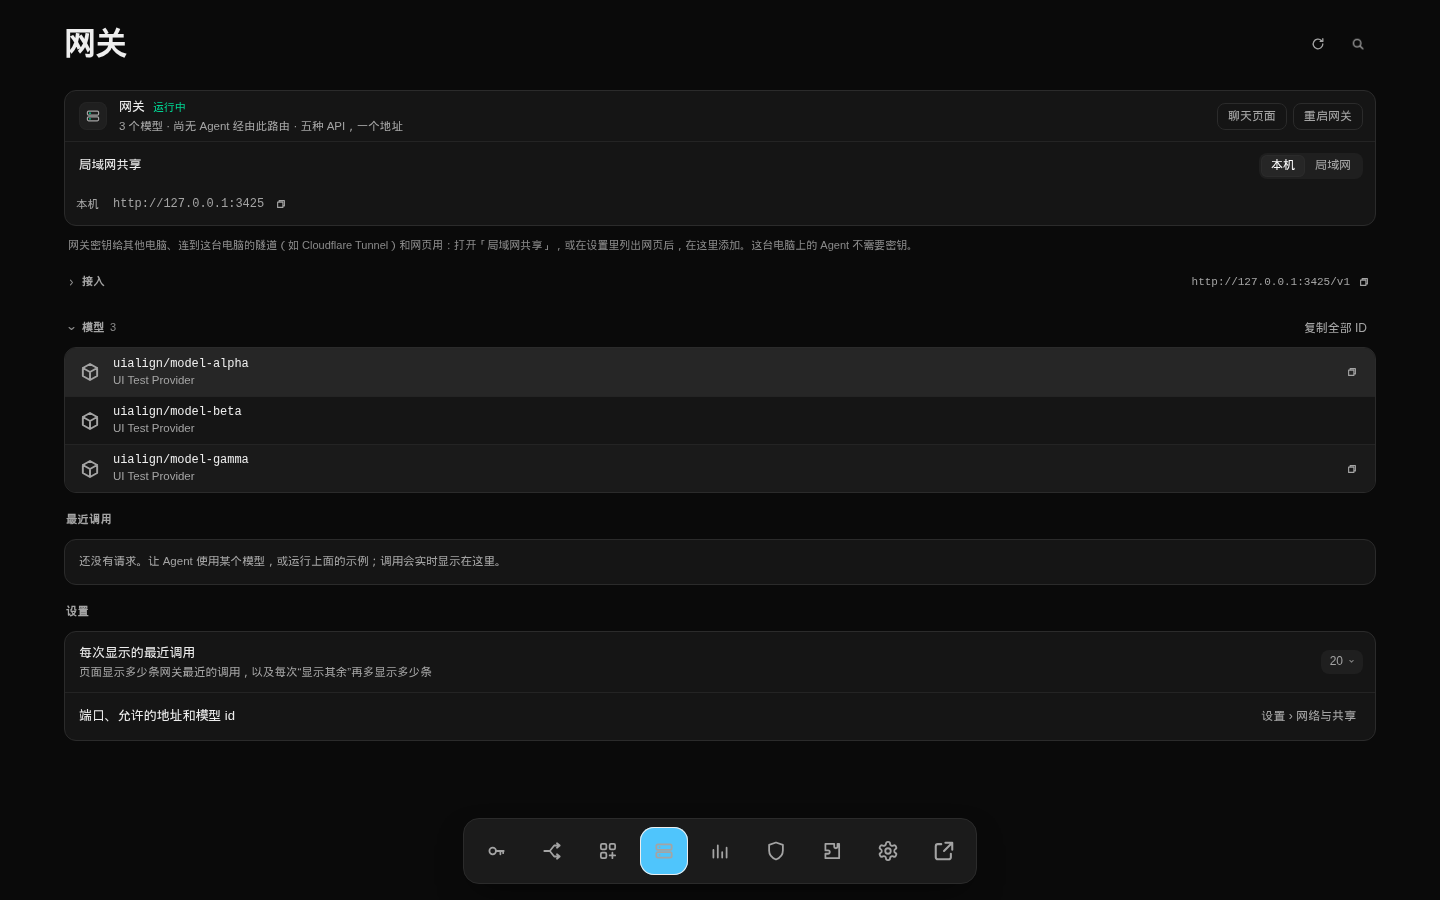 网关
网关 运行中
3 个模型 · 尚无 Agent 经由此路由 · 五种 API，一个地址
聊天页面 重启网关
局域网共享
本机 局域网
本机 http://127.0.0.1:3425
网关密钥给其他电脑、连到这台电脑的隧道（如 Cloudflare Tunnel）和网页用：打开「局域网共享」，或在设置里列出网页后，在这里添加。这台电脑上的 Agent 不需要密钥。
› 接入 http://127.0.0.1:3425/v1
模型 3 复制全部 ID
uialign/model-alpha
UI Test Provider
uialign/model-beta
UI Test Provider
uialign/model-gamma
UI Test Provider
最近调用
还没有请求。让 Agent 使用某个模型，或运行上面的示例；调用会实时显示在这里。
设置
每次显示的最近调用
页面显示多少条网关最近的调用，以及每次“显示其余”再多显示多少条
20
端口、允许的地址和模型 id
设置 › 网络与共享